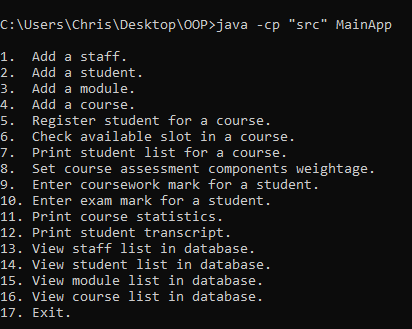 C:\Users\Chris\Desktop\OOP>java -cp "src" MainApp
1. Add a staff.
2. Add a student.
3. Add a module.
4. Add a course.
5. Register student for a course.
6. Check available slot in a course.
7. Print student list for a course.
8. Set course assessment components weightage.
9. Enter coursework mark for a student.
10. Enter exam mark for a student.
11. Print course statistics.
12. Print student transcript.
13. View staff list in database.
14. View student list in database.
15. View module list in database.
16. View course list in database.
17. Exit.